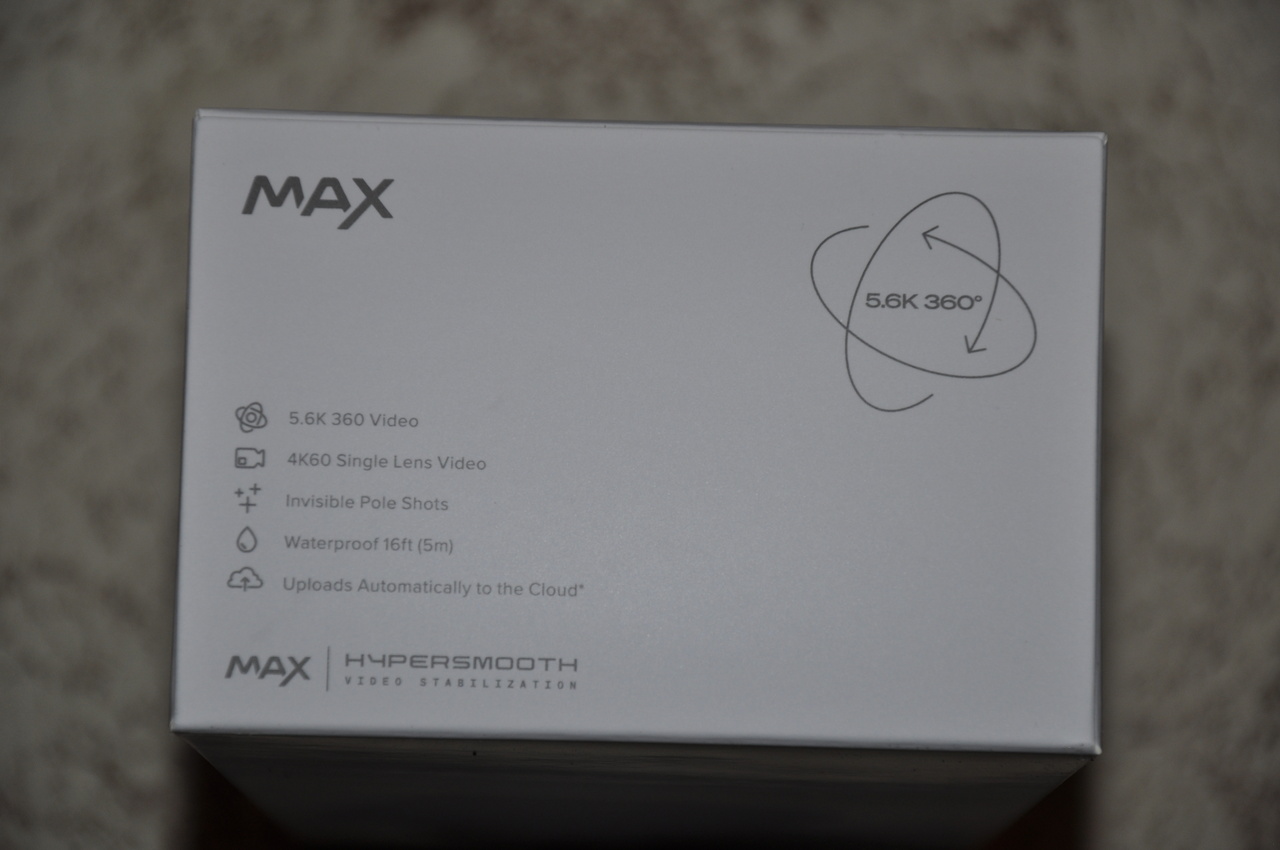 MAX
5.6K 360°
5.6K 360 Video
4K60 Single Lens Video
Invisible Pole Shots
Waterproof 16ft (5m)
Uploads Automatically to the Cloud*
MAX HYPERSMOOTH
VIDEO STABILIZATION